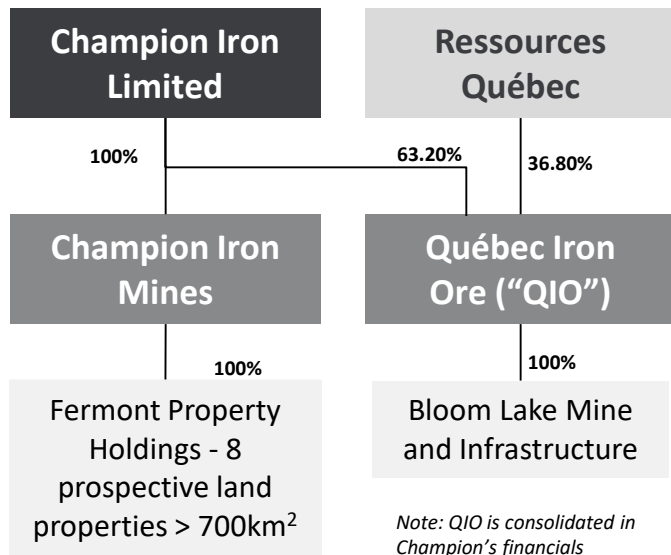 Champion Iron
Limited
Ressources
Québec
100%
63.20%
36.80%
Champion Iron
Mines
Québec Iron
Ore (“QIO”)
100%
100%
Fermont Property
Holdings - 8
prospective land
properties > 700km²
Bloom Lake Mine
and Infrastructure
Note: QIO is consolidated in
Champion’s financials